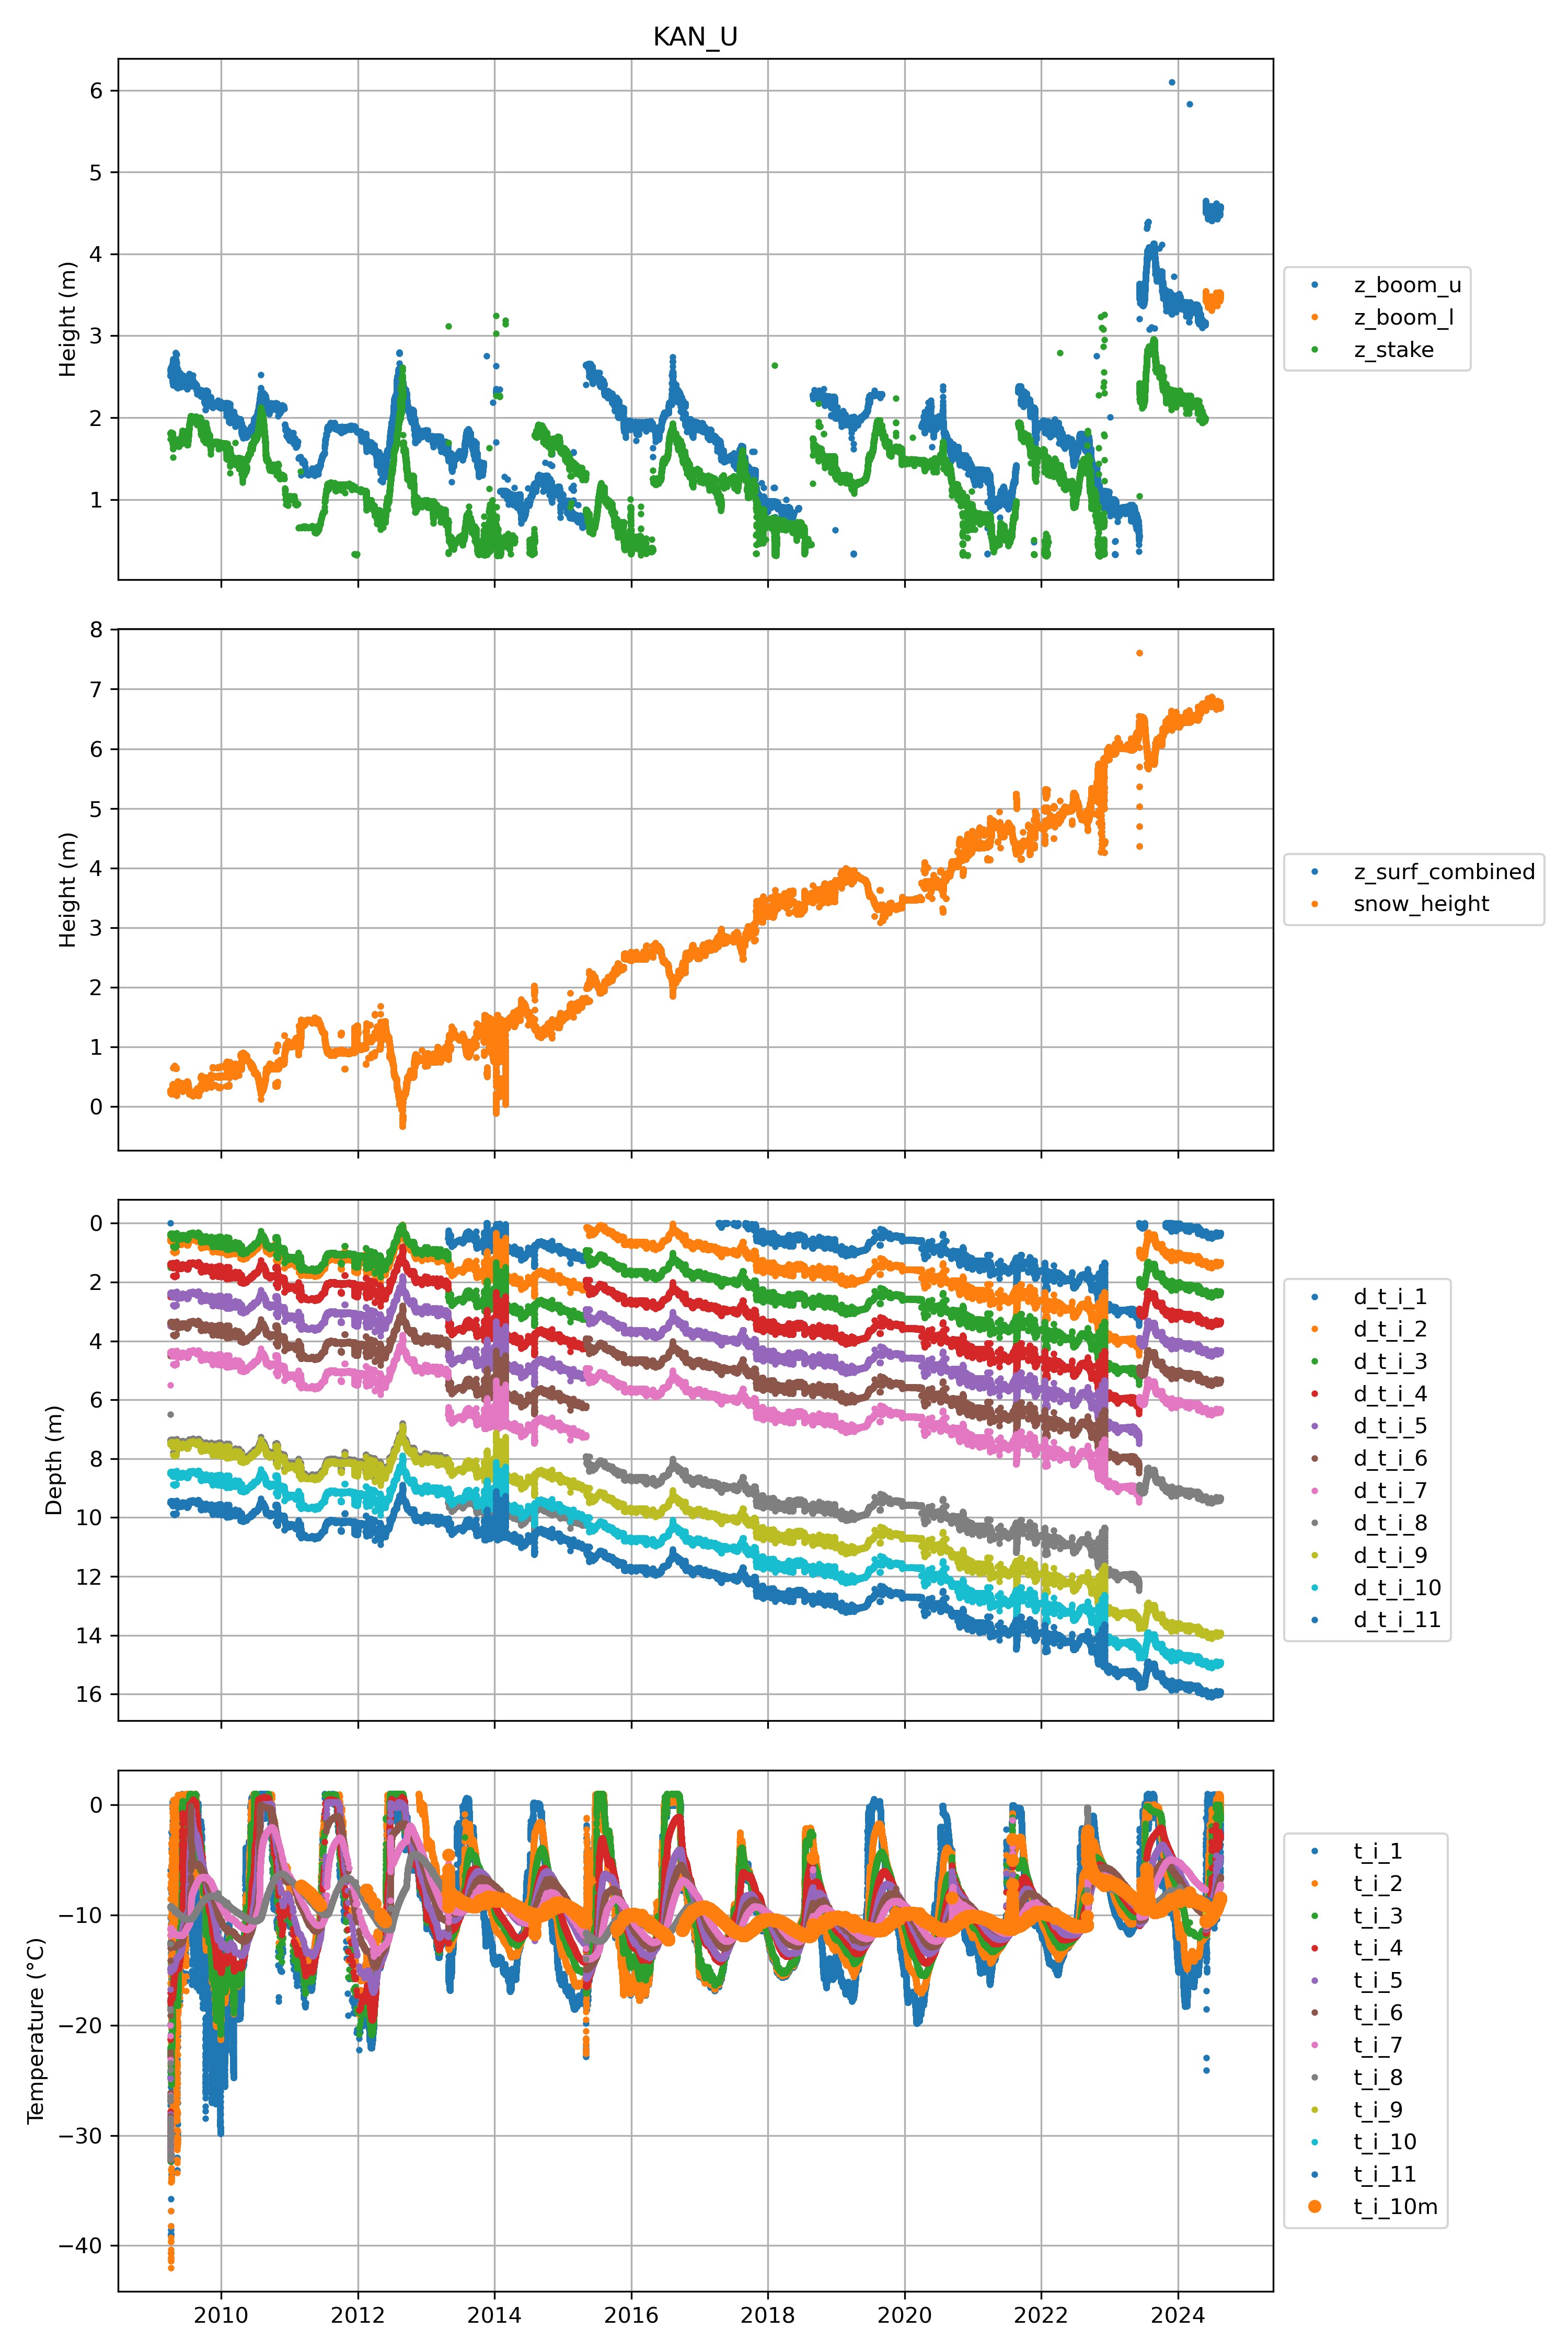 KAN_U
6
5
4
3
2
1
Height (m)
z_boom_u
z_boom_l
z_stake
8
7
6
5
4
3
2
1
0
Height (m)
z_surf_combined
snow_height
0
2
4
6
8
10
12
14
16
Depth (m)
d_t_i_1
d_t_i_2
d_t_i_3
d_t_i_4
d_t_i_5
d_t_i_6
d_t_i_7
d_t_i_8
d_t_i_9
d_t_i_10
d_t_i_11
0
−10
−20
−30
−40
Temperature (°C)
t_i_1
t_i_2
t_i_3
t_i_4
t_i_5
t_i_6
t_i_7
t_i_8
t_i_9
t_i_10
t_i_11
t_i_10m
2010 2012 2014 2016 2018 2020 2022 2024